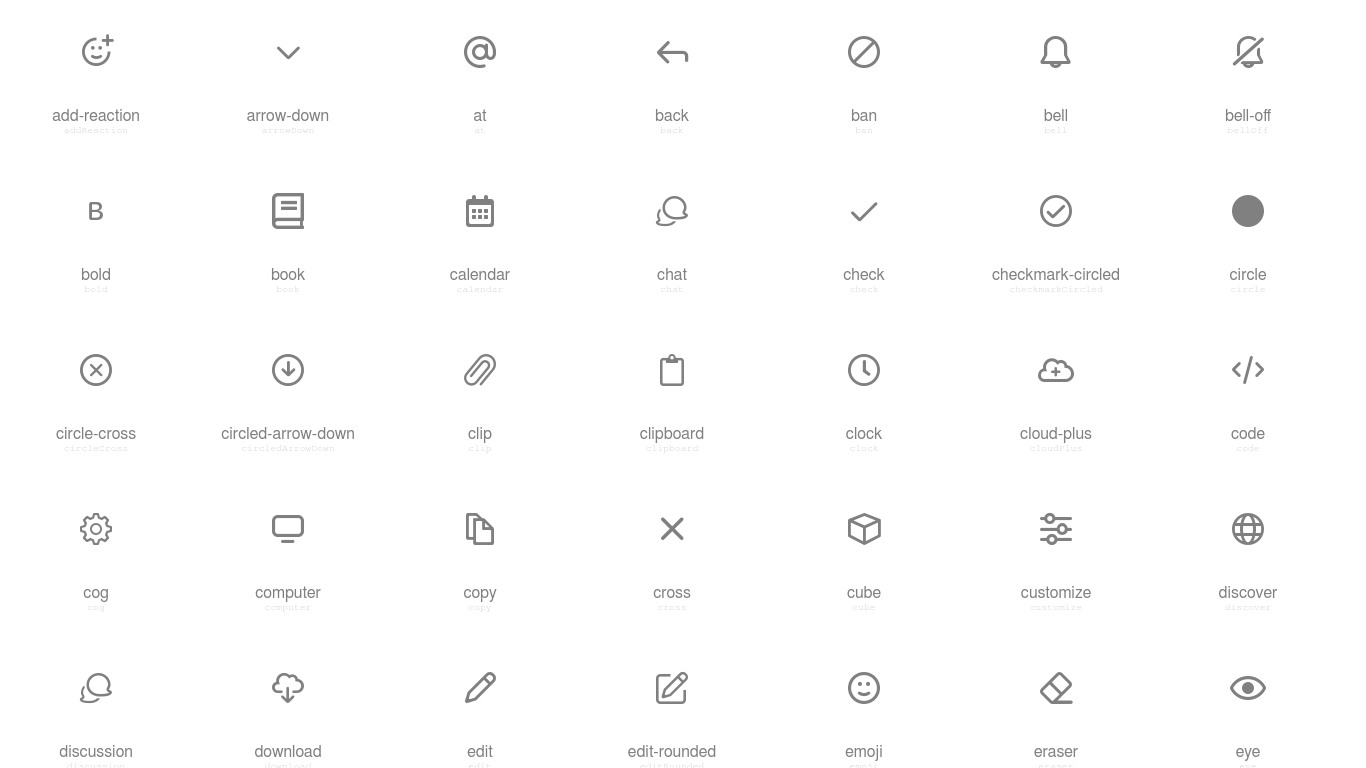 add-reaction arrow-down at back ban bell bell-off
addReaction arrowDown at back ban bell bellOff
B
bold book calendar chat check checkmark-circled circle
bold book calendar chat check checkmarkCircled circle
circle-cross circled-arrow-down clip clipboard clock cloud-plus code
circleCross circledArrowDown clip clipboard clock cloudPlus code
cog computer copy cross cube customize discover
cog computer copy cross cube customize discover
discussion download edit edit-rounded emoji eraser eye
discussion download edit editRounded emoji eraser eye